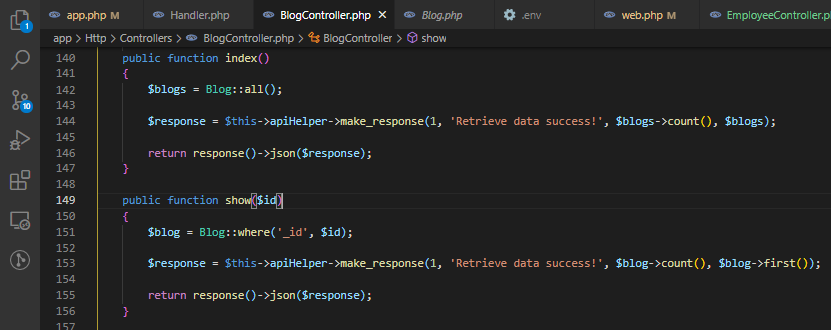 app.php M Handler.php BlogController.php Blog.php .env web.php M EmployeeController.p
app > Http > Controllers > BlogController.php > BlogController > show
140 public function index()
141 {
142 $blogs = Blog::all();
143
144 $response = $this->apiHelper->make_response(1, 'Retrieve data success!', $blogs->count(), $blogs);
145
146 return response()->json($response);
147 }
148
149 public function show($id)
150 {
151 $blog = Blog::where('_id', $id);
152
153 $response = $this->apiHelper->make_response(1, 'Retrieve data success!', $blog->count(), $blog->first());
154
155 return response()->json($response);
156 }
157
1
10